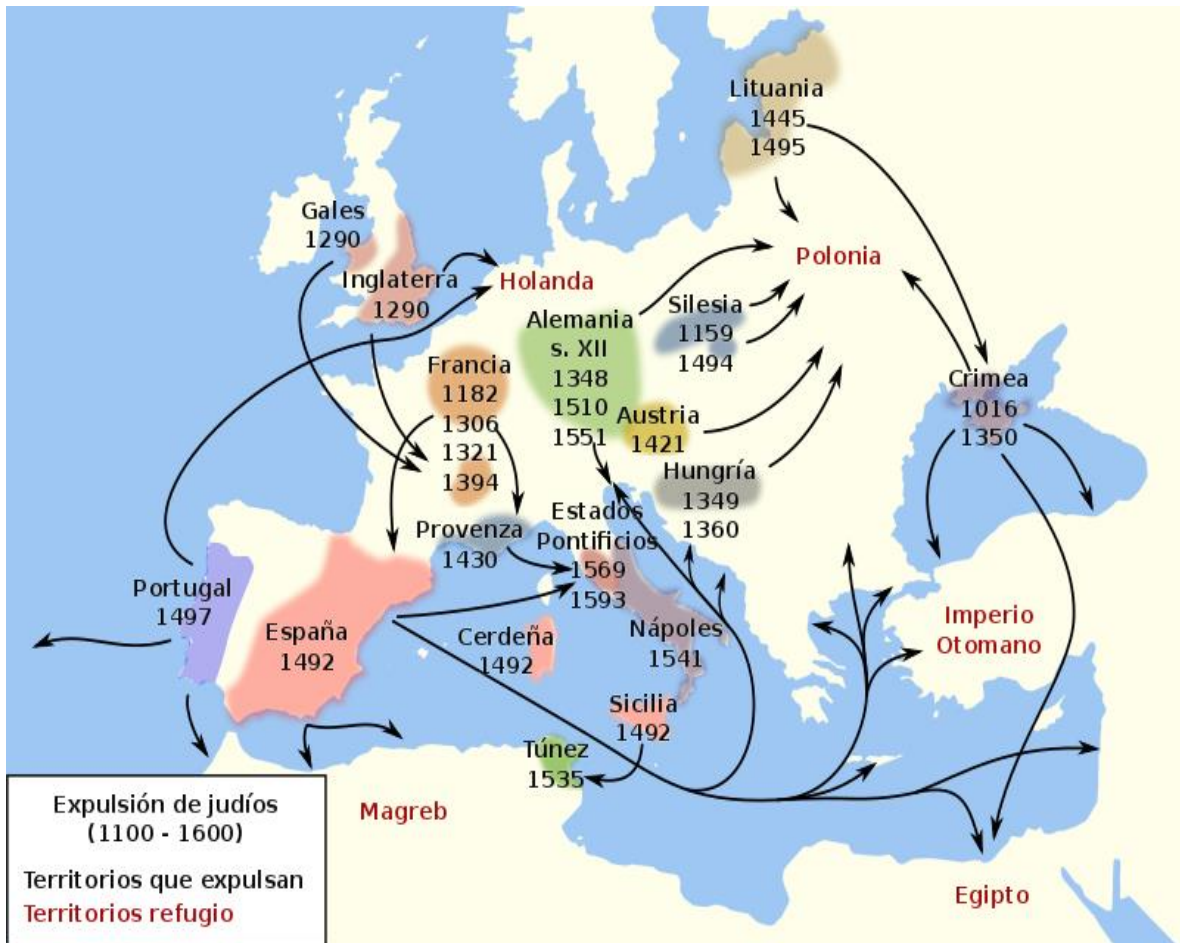 Lituania
1445
1495
Gales
1290
Inglaterra
1290
Holanda
Polonia
Silesia
1159
1494
Alemania
s. XII
1348
1510
1551
Francia
1182
1306
1321
1394
Austria
1421
Crimea
1016
1350
Hungría
1349
1360
Provenza
1430
Estados
Pontificios
1569
1593
Portugal
1497
España
1492
Cerdeña
1492
Nápoles
1541
Imperio
Otomano
Sicilia
1492
Túnez
1535
Magreb
Egipto
Expulsión de judíos
(1100 - 1600)
Territorios que expulsan
Territorios refugio